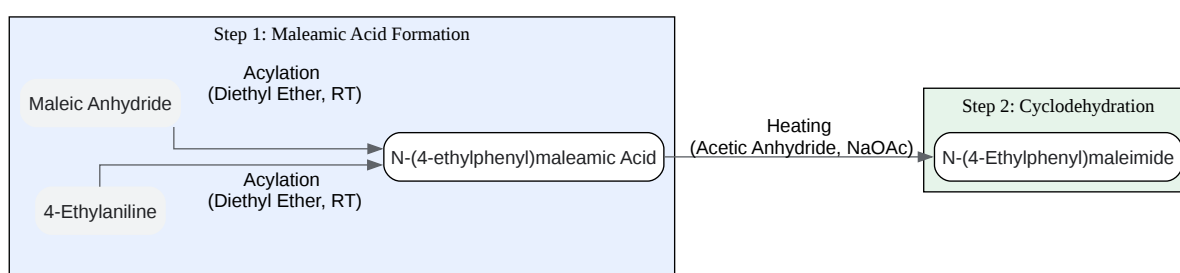 Step 1: Maleamic Acid Formation
Acylation
(Diethyl Ether, RT)
Maleic Anhydride
N-(4-ethylphenyl)maleamic Acid
Acylation
(Diethyl Ether, RT)
4-Ethylaniline
Heating
(Acetic Anhydride, NaOAc)
Step 2: Cyclodehydration
N-(4-Ethylphenyl)maleimide